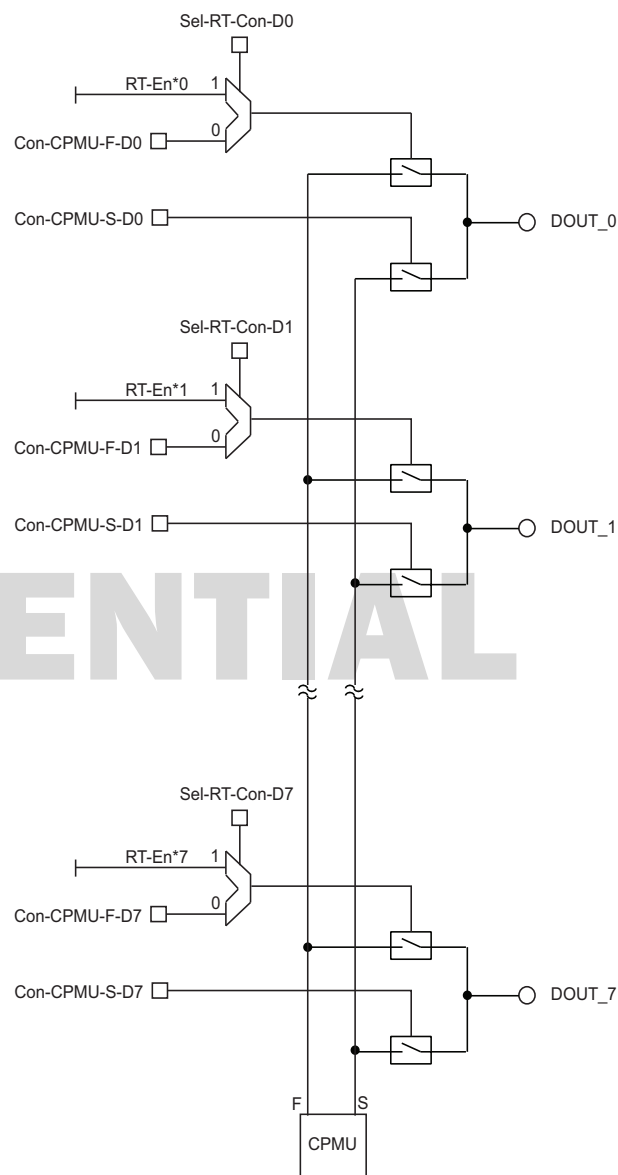 Sel-RT-Con-D0
RT-En*0
1
Con-CPMU-F-D0
0
Con-CPMU-S-D0
DOUT_0
Sel-RT-Con-D1
RT-En*1
1
Con-CPMU-F-D1
0
Con-CPMU-S-D1
DOUT_1
ENTIAL
Sel-RT-Con-D7
RT-En*7
1
Con-CPMU-F-D7
0
Con-CPMU-S-D7
DOUT_7
F
S
CPMU